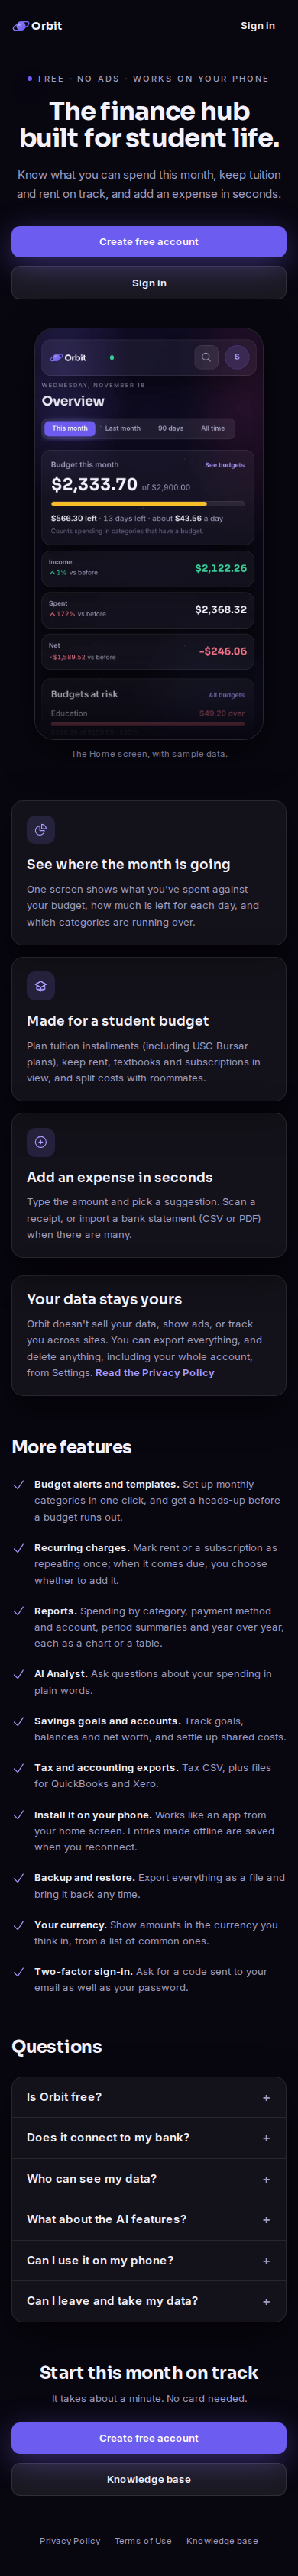 Orbit
Sign in
FREE · NO ADS · WORKS ON YOUR PHONE
The finance hub
built for student life.
Know what you can spend this month, keep tuition
and rent on track, and add an expense in seconds.
Create free account
Sign in
Orbit
S
WEDNESDAY, NOVEMBER 18
Overview
This month
Last month
90 days
All time
Budget this month
See budgets
$2,333.70 of $2,900.00
$566.30 left · 13 days left · about $43.56 a day
Counts spending in categories that have a budget.
Income
1% vs before
$2,122.26
Spent
172% vs before
$2,368.32
Net
-$1,589.52 vs before
-$246.06
Budgets at risk
All budgets
Education
$49.20 over
The Home screen, with sample data.
See where the month is going
One screen shows what you've spent against
your budget, how much is left for each day, and
which categories are running over.
Made for a student budget
Plan tuition installments (including USC Bursar
plans), keep rent, textbooks and subscriptions in
view, and split costs with roommates.
Add an expense in seconds
Type the amount and pick a suggestion. Scan a
receipt, or import a bank statement (CSV or PDF)
when there are many.
Your data stays yours
Orbit doesn't sell your data, show ads, or track
you across sites. You can export everything, and
delete anything, including your whole account,
from Settings. Read the Privacy Policy
More features
Budget alerts and templates. Set up monthly
categories in one click, and get a heads-up before
a budget runs out.
Recurring charges. Mark rent or a subscription as
repeating once; when it comes due, you choose
whether to add it.
Reports. Spending by category, payment method
and account, period summaries and year over year,
each as a chart or a table.
AI Analyst. Ask questions about your spending in
plain words.
Savings goals and accounts. Track goals,
balances and net worth, and settle up shared costs.
Tax and accounting exports. Tax CSV, plus files
for QuickBooks and Xero.
Install it on your phone. Works like an app from
your home screen. Entries made offline are saved
when you reconnect.
Backup and restore. Export everything as a file and
bring it back any time.
Your currency. Show amounts in the currency you
think in, from a list of common ones.
Two-factor sign-in. Ask for a code sent to your
email as well as your password.
Questions
Is Orbit free? +
Does it connect to my bank? +
Who can see my data? +
What about the AI features? +
Can I use it on my phone? +
Can I leave and take my data? +
Start this month on track
It takes about a minute. No card needed.
Create free account
Knowledge base
Privacy Policy
Terms of Use
Knowledge base